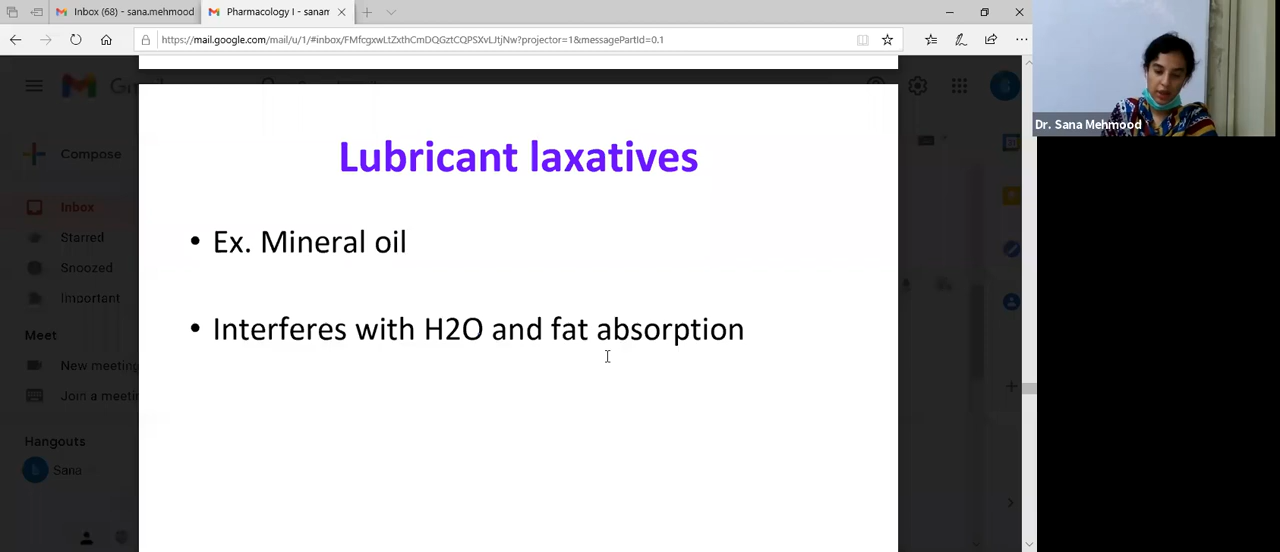 Inbox (68) - sana.mehmood
Pharmacology I - sanam
https://mail.google.com/mail/u/1/#inbox/FMfcgxwLtZxthCmDQGztCQPSXvLJtjNw?projector=1&messagePartId=0.1
Compose
Inbox
Starred
Snoozed
Important
Meet
New meeting
Join a meeti
Hangouts
Sana
Lubricant laxatives
• Ex. Mineral oil
• Interferes with H2O and fat absorption
Dr. Sana Mehmood